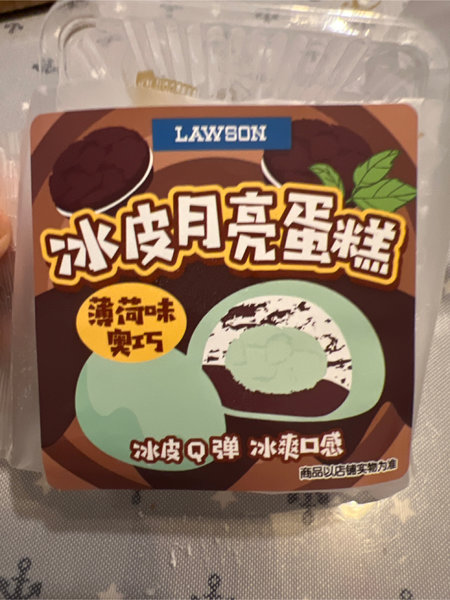 LAWSON
冰皮月亮蛋糕
薄荷味
奥巧
冰皮Q弹 冰爽口感
商品以店铺实物为准